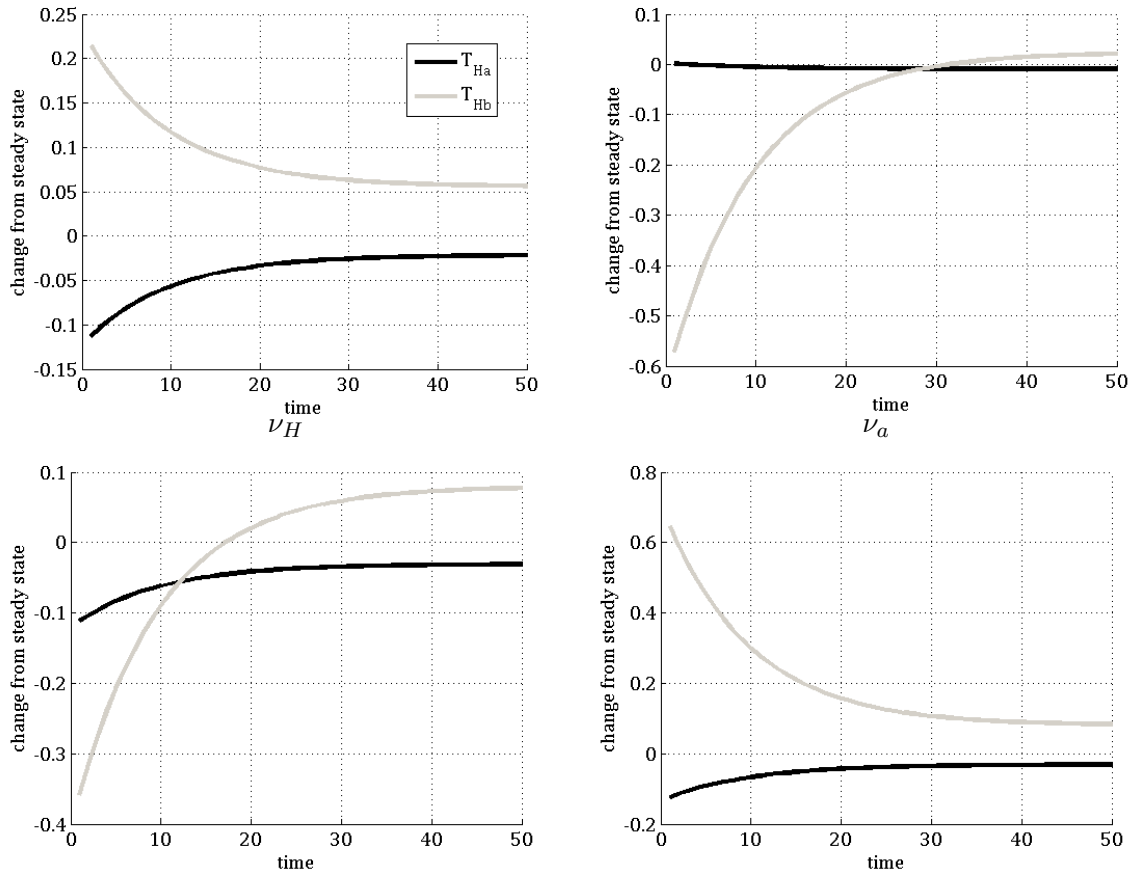 0.25
0.2
0.15
0.1
0.05
0
-0.05
-0.1
-0.15
change from steady state
0 10 20 30 40 50
time
T_Ha
T_Hb
0.1
0
-0.1
-0.2
-0.3
-0.4
-0.5
-0.6
change from steady state
0 10 20 30 40 50
time
ν_H
ν_a
0.1
0
-0.1
-0.2
-0.3
-0.4
change from steady state
0 10 20 30 40 50
time
0.8
0.6
0.4
0.2
0
-0.2
change from steady state
0 10 20 30 40 50
time